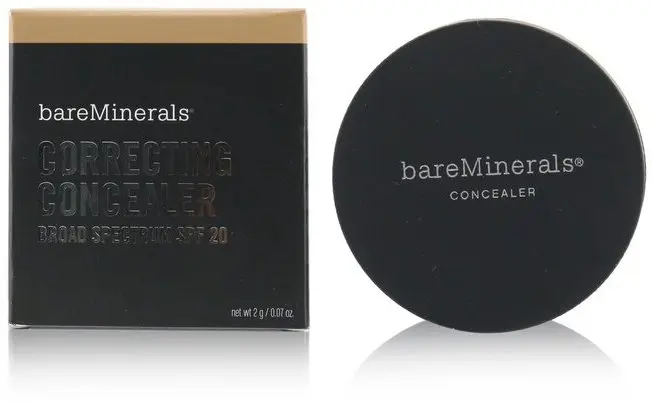 bareMinerals®
CORRECTING
CONCEALER
BROAD SPECTRUM SPF 20
net wt 2 g / 0.07 oz.
bareMinerals®
CONCEALER